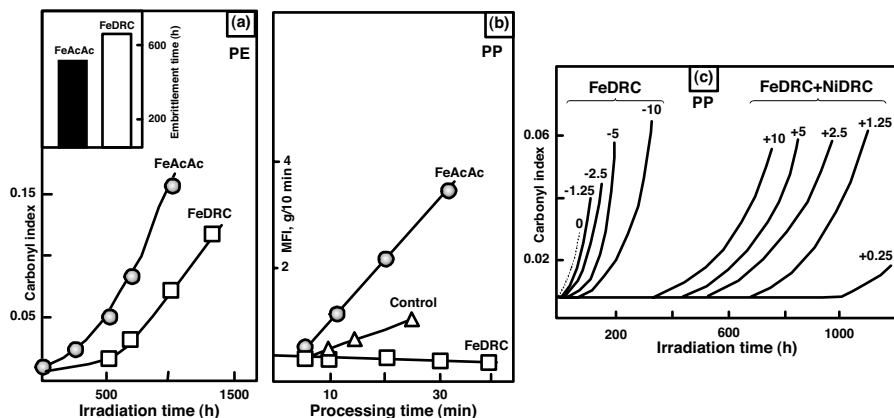 (a)
PE
FeAcAc
FeDRC
600
200
Embrittlement time (h)
FeAcAc
FeDRC
0.15
0.05
Carbonyl index
500
1000
1500
Irradiation time (h)
(b)
PP
4
2
MFI, g/10 min
FeAcAc
Control
FeDRC
10
20
30
Processing time (min)
(c)
PP
FeDRC
FeDRC+NiDRC
0.06
0.02
Carbonyl index
0
-1.25
-2.5
-5
-10
+10
+5
+2.5
+1.25
+0.25
200
600
1000
Irradiation time (h)